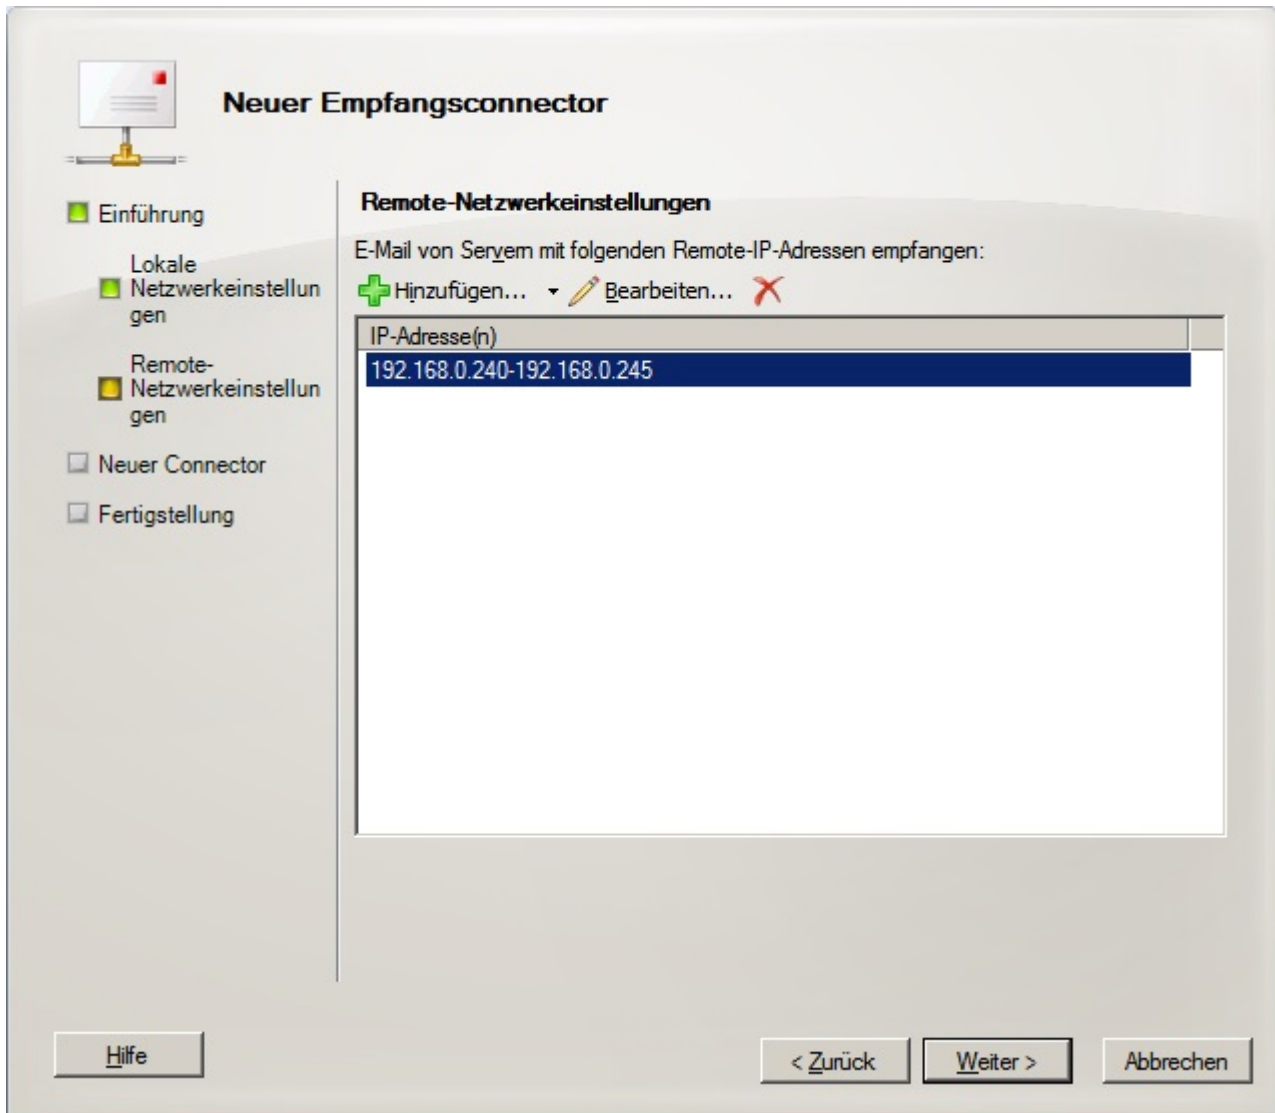 Neuer Empfangsconnector
Einführung
Lokale
Netzwerkeinstellun
gen
Remote-
Netzwerkeinstellun
gen
Neuer Connector
Fertigstellung
Remote-Netzwerkeinstellungen
E-Mail von Servern mit folgenden Remote-IP-Adressen empfangen:
Hinzufügen... Bearbeiten...
IP-Adresse(n)
192.168.0.240-192.168.0.245
Hilfe
< Zurück
Weiter >
Abbrechen